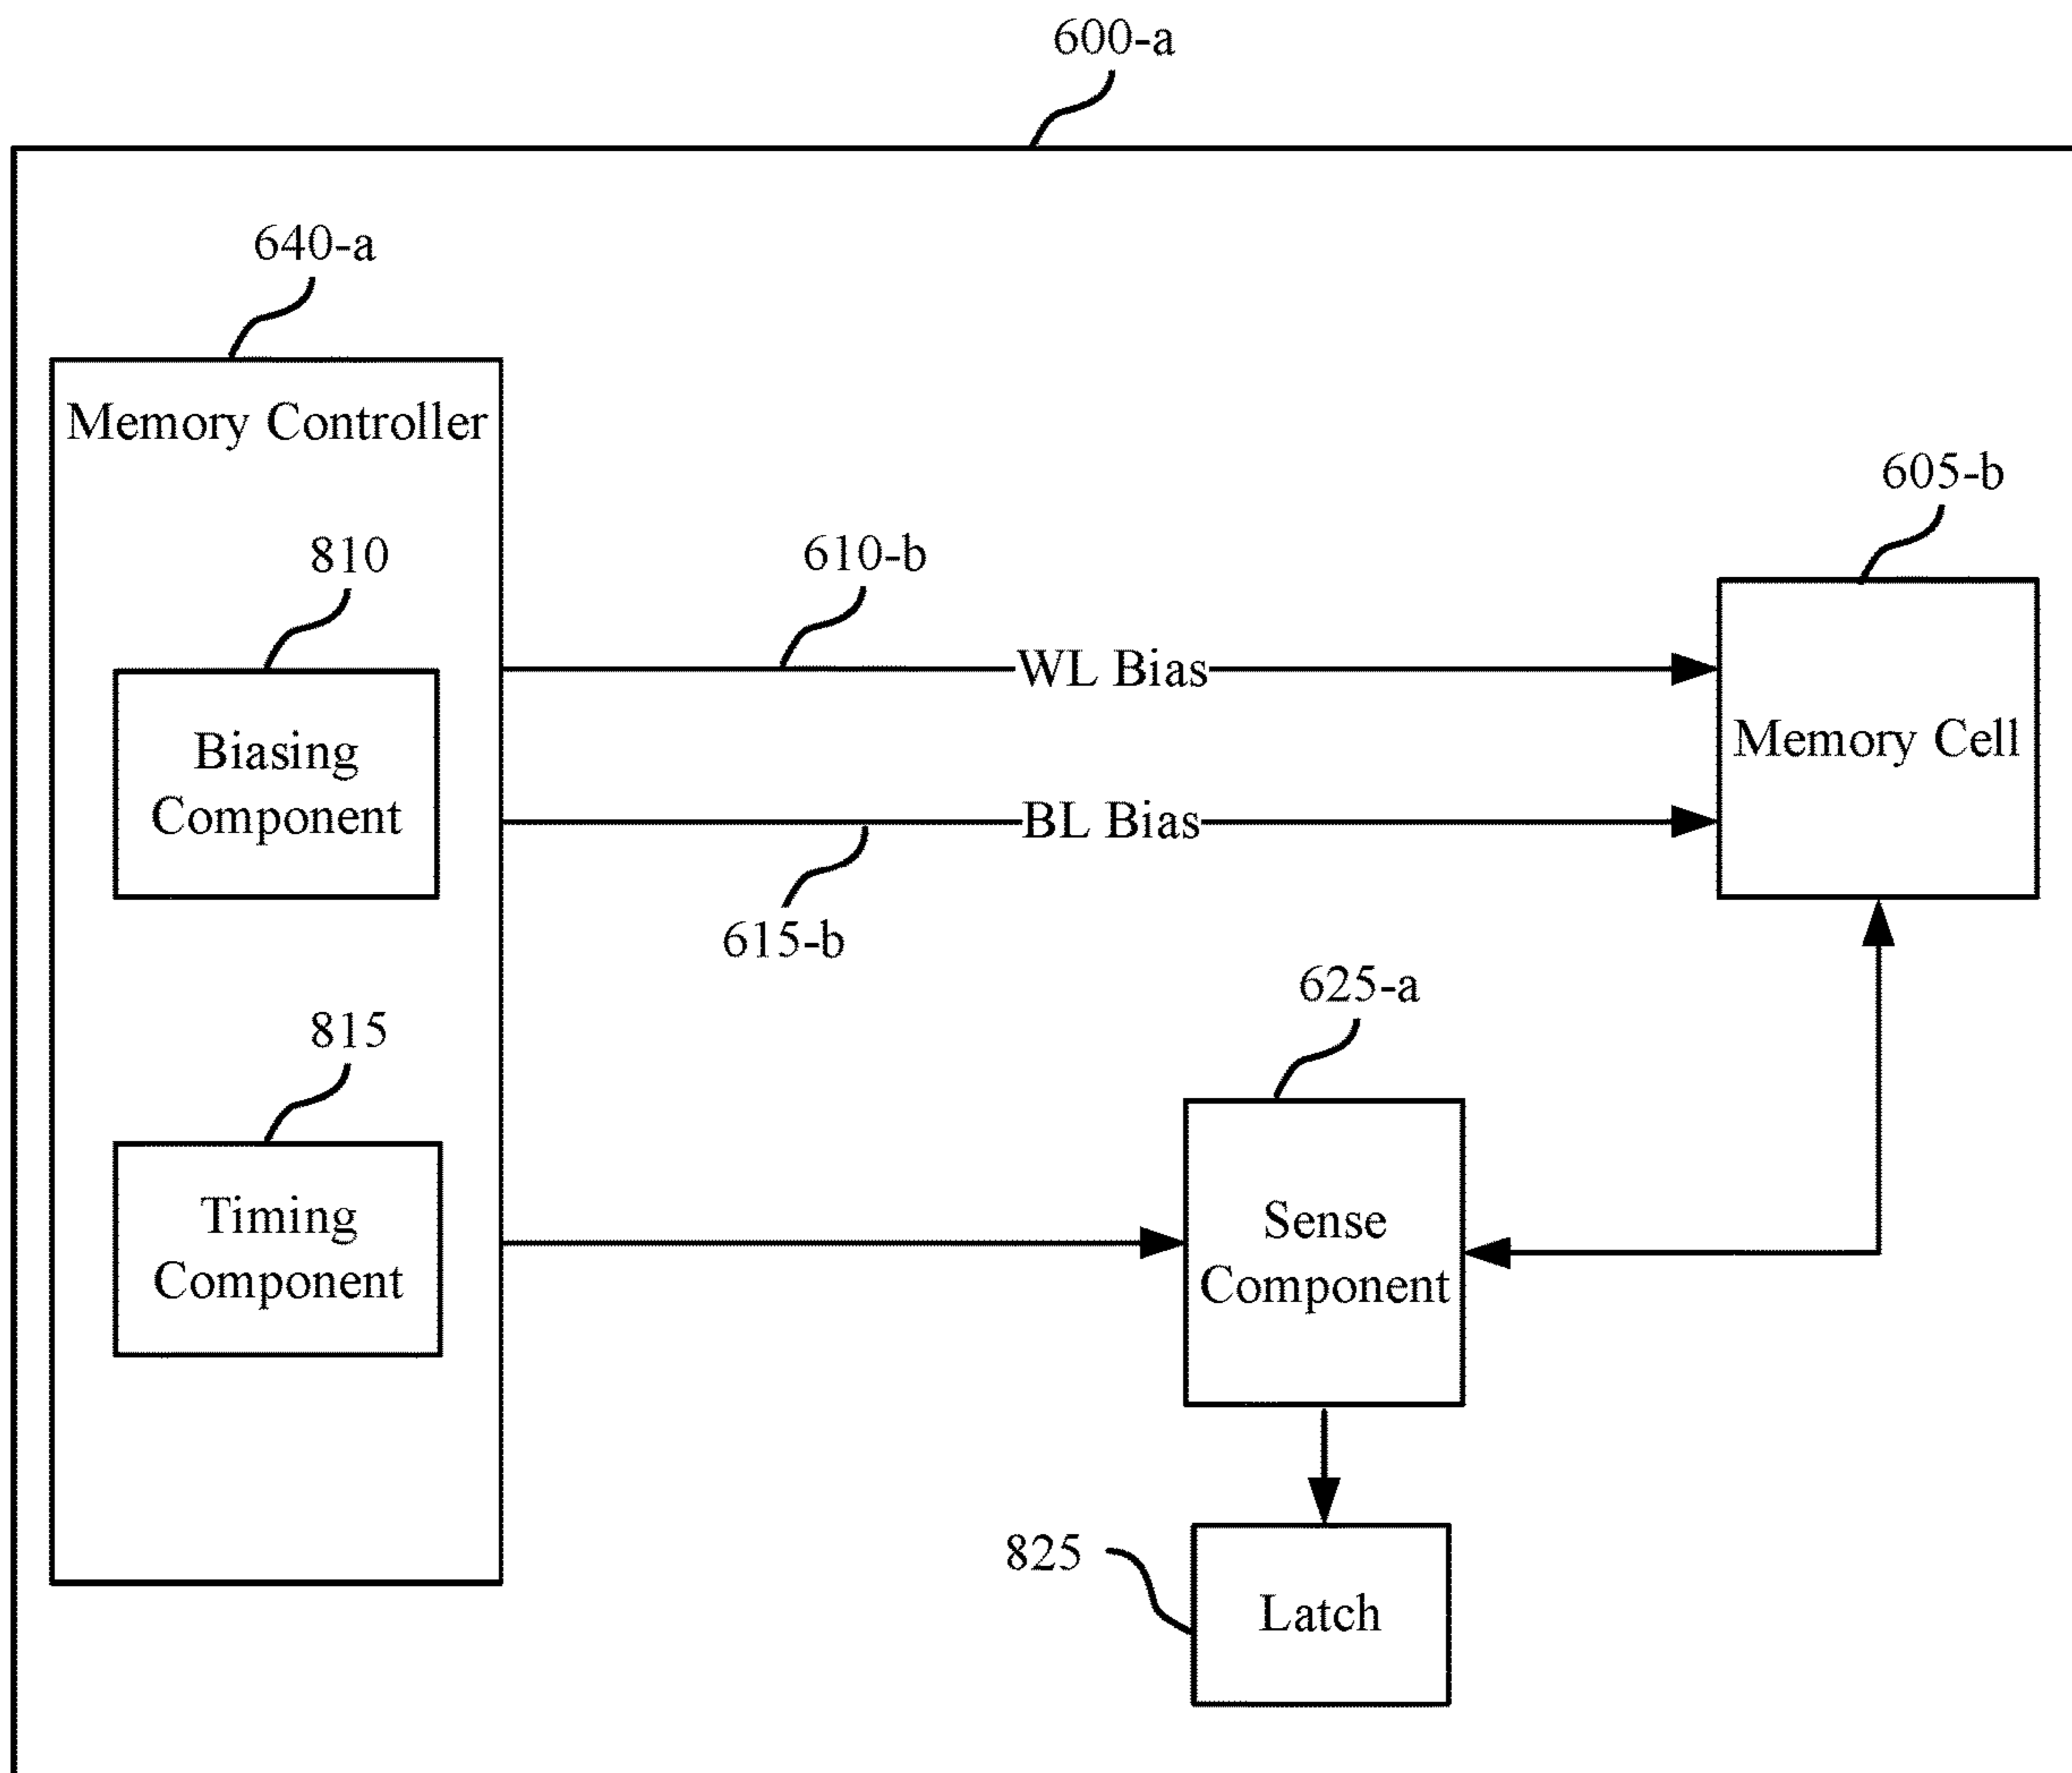 600-a
640-a
Memory Controller
605-b
810
610-b
WL Bias
Biasing
Component
Memory Cell
BL Bias
615-b
625-a
815
Timing
Component
Sense
Component
825
Latch